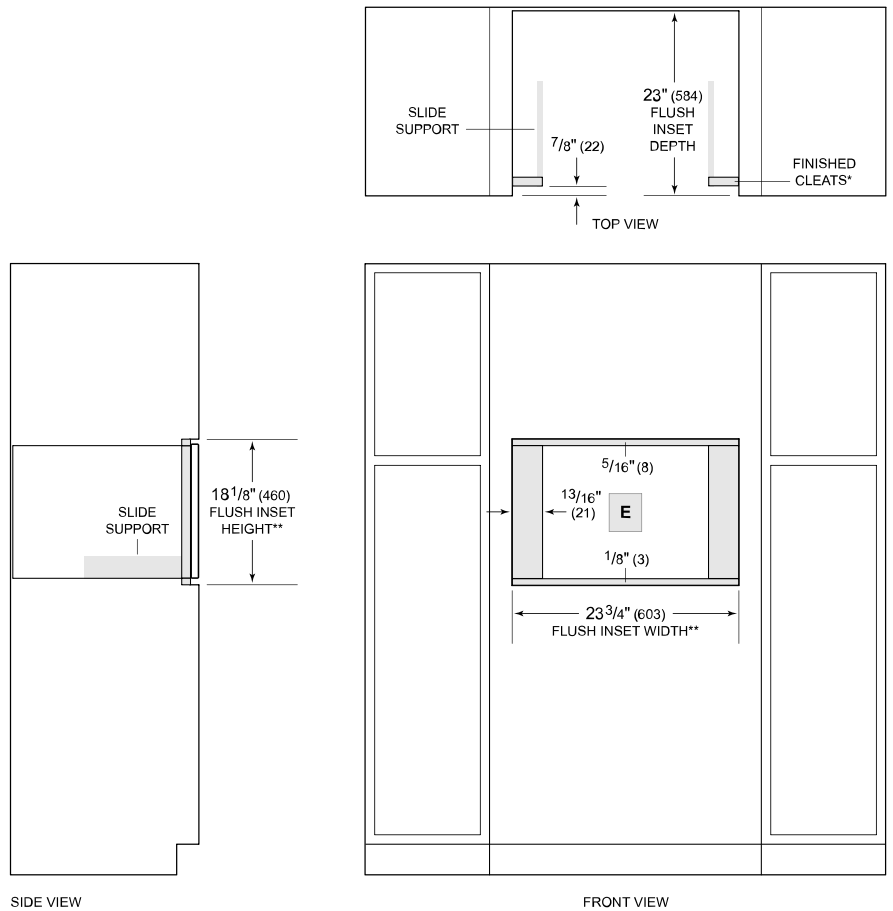 23" (584)
FLUSH
INSET
DEPTH
SLIDE
SUPPORT
7/8" (22)
FINISHED
CLEATS*
TOP VIEW
18 1/8" (460)
FLUSH INSET
HEIGHT**
SLIDE
SUPPORT
5/16" (8)
13/16"
(21)
E
1/8" (3)
23 3/4" (603)
FLUSH INSET WIDTH**
SIDE VIEW
FRONT VIEW